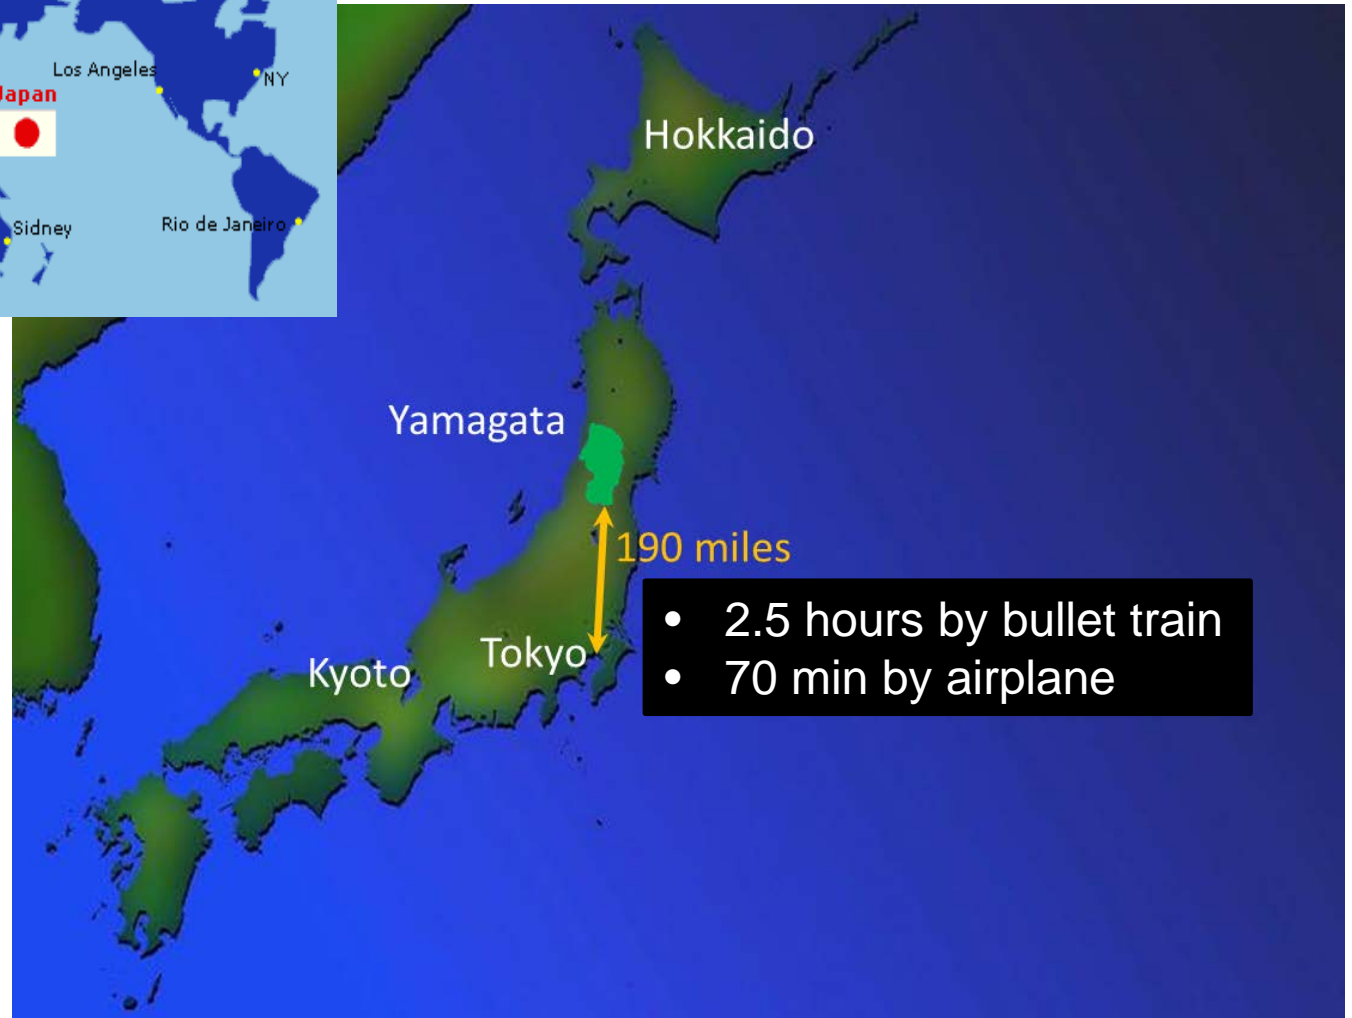 Los Angeles
NY
Japan
Sidney
Rio de Janeiro
Hokkaido
Yamagata
190 miles
• 2.5 hours by bullet train
• 70 min by airplane
Tokyo
Kyoto